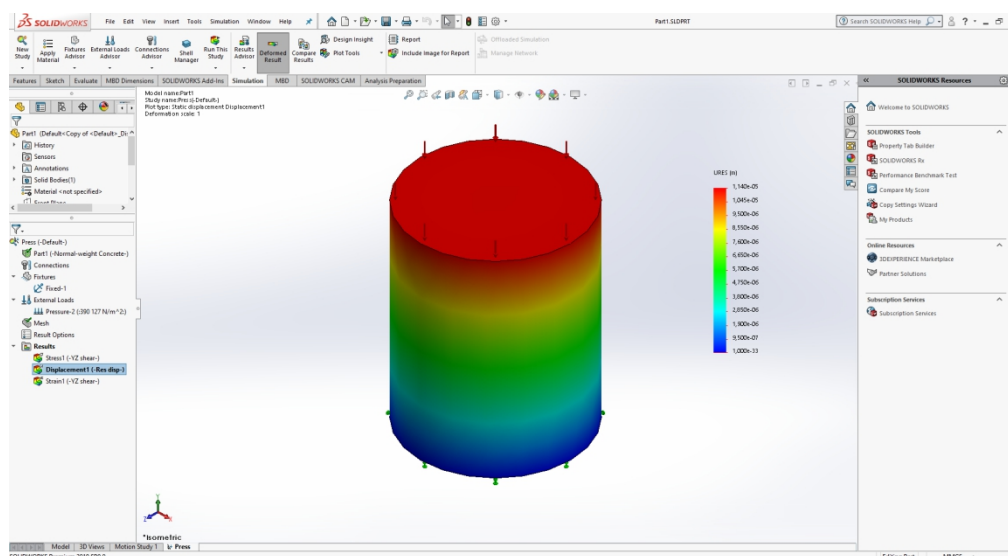 SOLIDWORKS
File Edit View Insert Tools Simulation Window Help
Part1.SLDPRT
Search SOLIDWORKS Help
New Study
Apply Material
Fixtures Advisor
External Loads Advisor
Connections Advisor
Shell Manager
Run This Study
Results Advisor
Deformed Result
Compare Results
Design Insight
Plot Tools
Report
Include Image for Report
Offloaded Simulation
Manage Network
Features Sketch Evaluate MBD Dimensions SOLIDWORKS Add-Ins Simulation MBD SOLIDWORKS CAM Analysis Preparation
Part1 (Default<Copy of <Default>_Dis
History
Sensors
Annotations
Solid Bodies(1)
Material <not specified>
Front Plane
Press (-Default-)
Part1 (-Normal-weight Concrete-)
Connections
Fixtures
Fixed-1
External Loads
Pressure-2 (:390 127 N/m^2:)
Mesh
Result Options
Results
Stress1 (-YZ shear-)
Displacement1 (-Res disp-)
Strain1 (-YZ shear-)
Model name:Part1
Study name:Press(-Default-)
Plot type: Static displacement Displacement1
Deformation scale: 1
URES (m)
1,140e-05
1,045e-05
9,500e-06
8,550e-06
7,600e-06
6,650e-06
5,700e-06
4,750e-06
3,800e-06
2,850e-06
1,900e-06
9,500e-07
1,000e-33
Y
Z
X
*Isometric
SOLIDWORKS Resources
Welcome to SOLIDWORKS
SOLIDWORKS Tools
Property Tab Builder
SOLIDWORKS Rx
Performance Benchmark Test
Compare My Score
Copy Settings Wizard
My Products
Online Resources
3DEXPERIENCE Marketplace
Partner Solutions
Subscription Services
Subscription Services
Model 3D Views Motion Study 1 Press